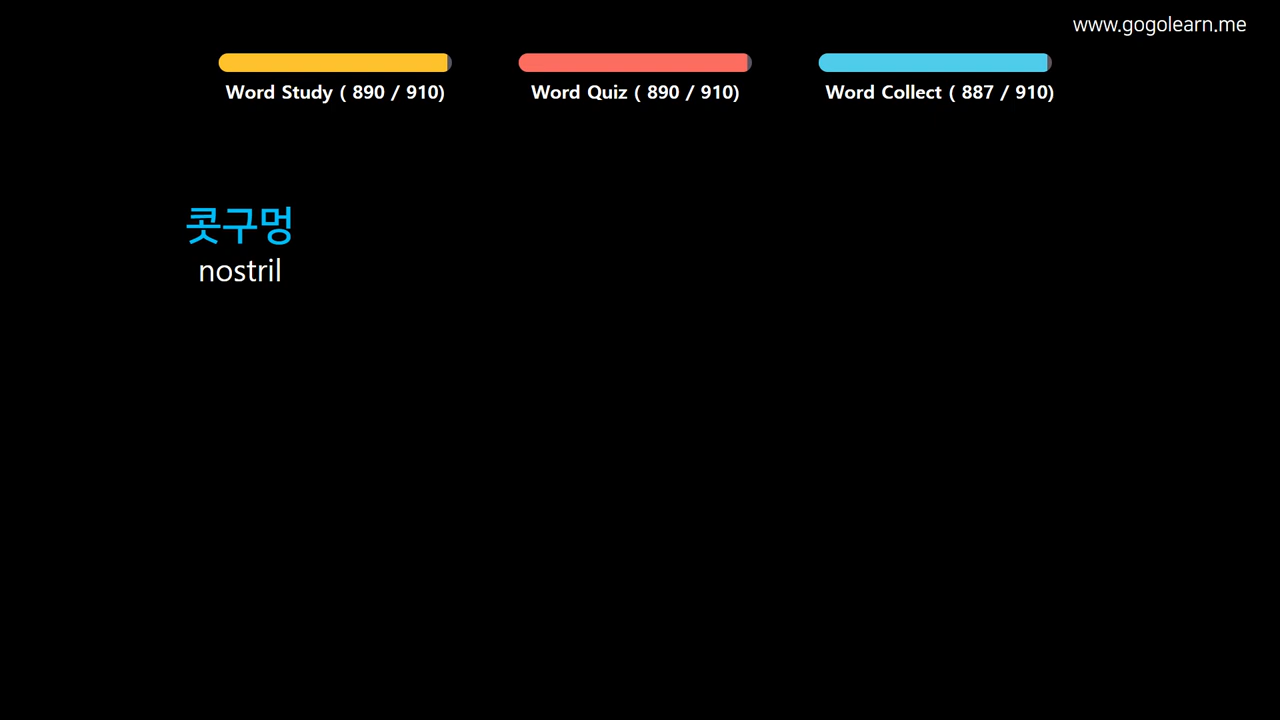 www.gogolearn.me
Word Study ( 890 / 910)
Word Quiz ( 890 / 910)
Word Collect ( 887 / 910)
콧구멍
nostril